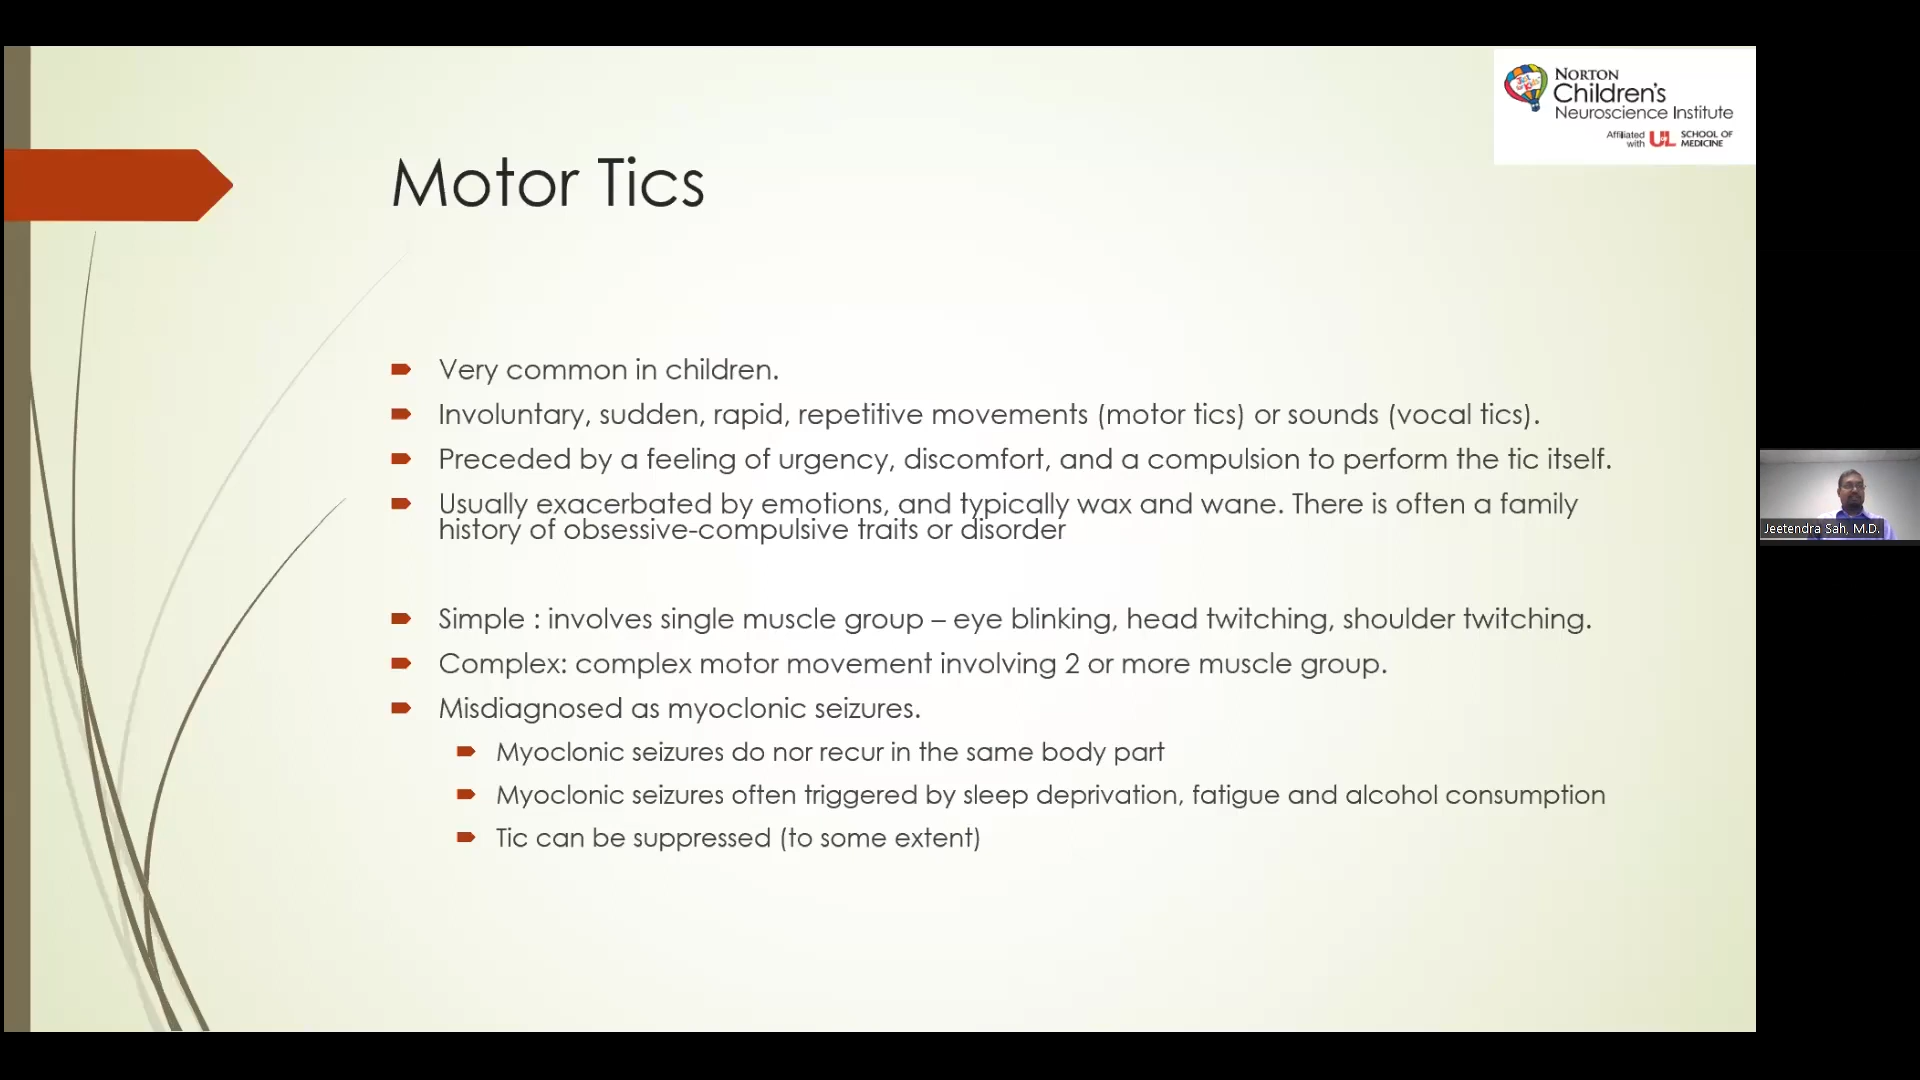 NORTON
Children's
Neuroscience Institute
Affiliated with UofL SCHOOL OF MEDICINE
Motor Tics
Very common in children.
Involuntary, sudden, rapid, repetitive movements (motor tics) or sounds (vocal tics).
Preceded by a feeling of urgency, discomfort, and a compulsion to perform the tic itself.
Usually exacerbated by emotions, and typically wax and wane. There is often a family
history of obsessive-compulsive traits or disorder
Simple : involves single muscle group – eye blinking, head twitching, shoulder twitching.
Complex: complex motor movement involving 2 or more muscle group.
Misdiagnosed as myoclonic seizures.
Myoclonic seizures do nor recur in the same body part
Myoclonic seizures often triggered by sleep deprivation, fatigue and alcohol consumption
Tic can be suppressed (to some extent)
Jeetendra Sah, M.D.